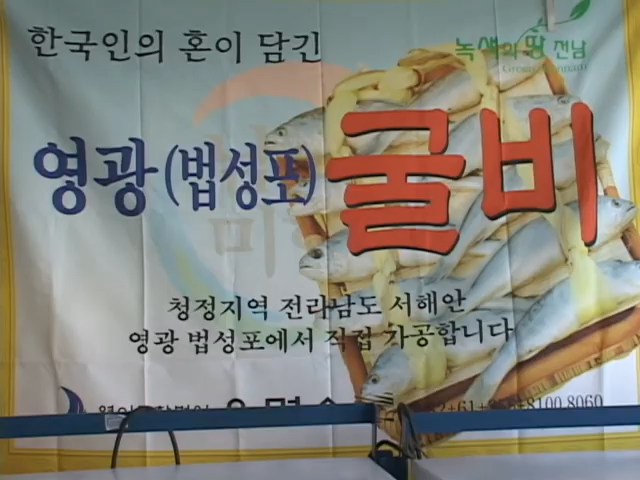 한국인의 혼이 담긴
녹색의 땅 전남
영광(법성포) 굴비
청정지역 전라남도 서해안
영광 법성포에서 직접 가공합니다